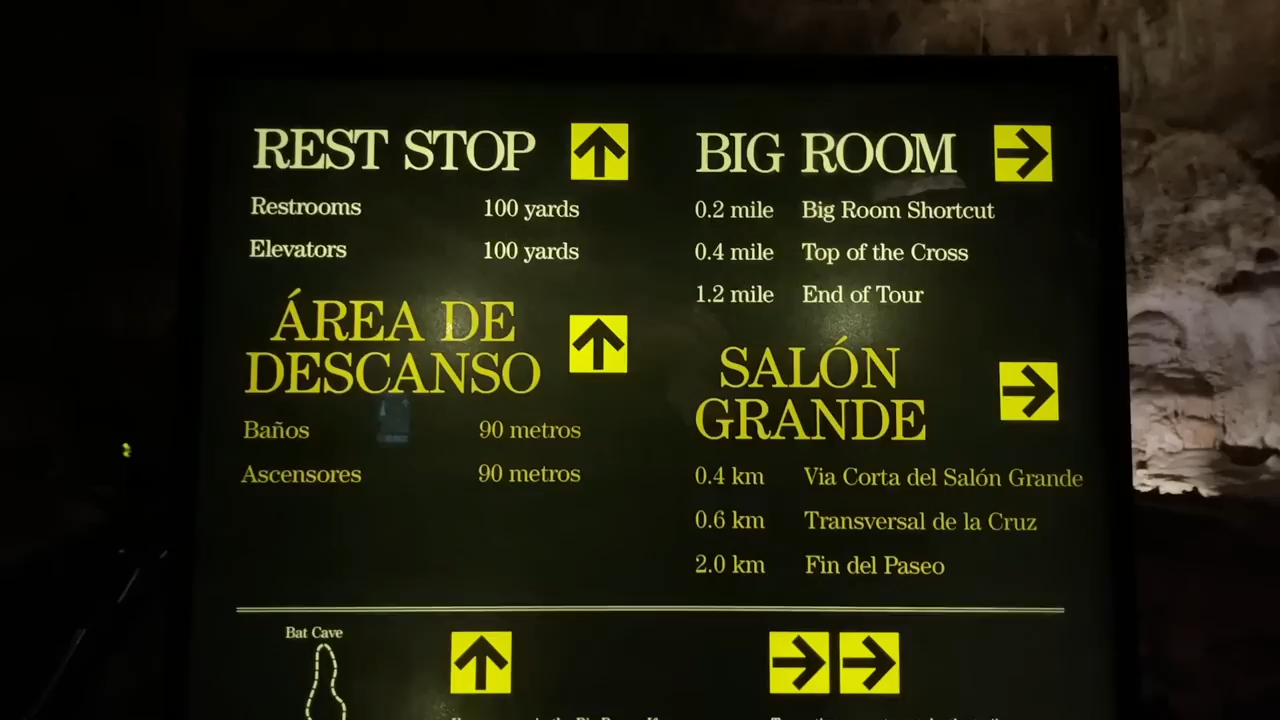 REST STOP
Restrooms 100 yards
Elevators 100 yards
ÁREA DE
DESCANSO
Baños 90 metros
Ascensores 90 metros
BIG ROOM
0.2 mile Big Room Shortcut
0.4 mile Top of the Cross
1.2 mile End of Tour
SALÓN
GRANDE
0.4 km Via Corta del Salón Grande
0.6 km Transversal de la Cruz
2.0 km Fin del Paseo
Bat Cave